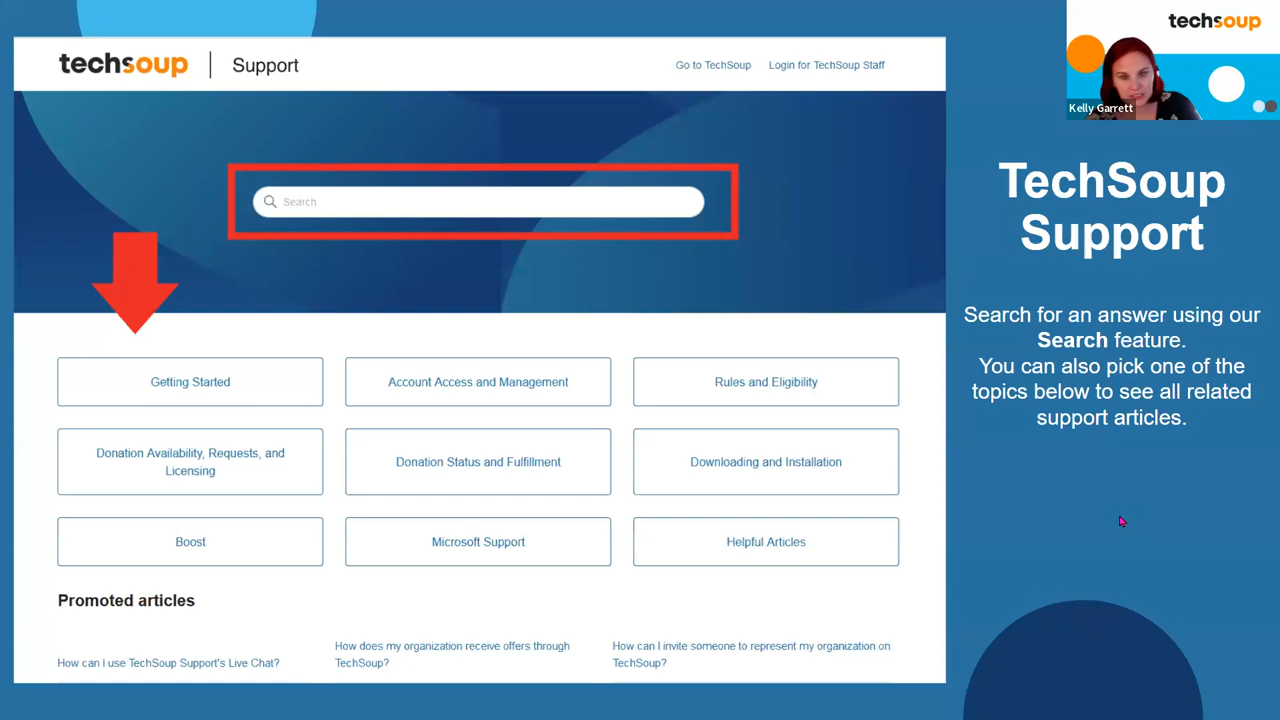 techsoup
Support
Go to TechSoup
Login for TechSoup Staff
Search
Getting Started
Account Access and Management
Rules and Eligibility
Donation Availability, Requests, and
Licensing
Donation Status and Fulfillment
Downloading and Installation
Boost
Microsoft Support
Helpful Articles
Promoted articles
How can I use TechSoup Support's Live Chat?
How does my organization receive offers through
TechSoup?
How can I invite someone to represent my organization on
TechSoup?
techsoup
Kelly Garrett
TechSoup
Support
Search for an answer using our
Search feature.
You can also pick one of the
topics below to see all related
support articles.